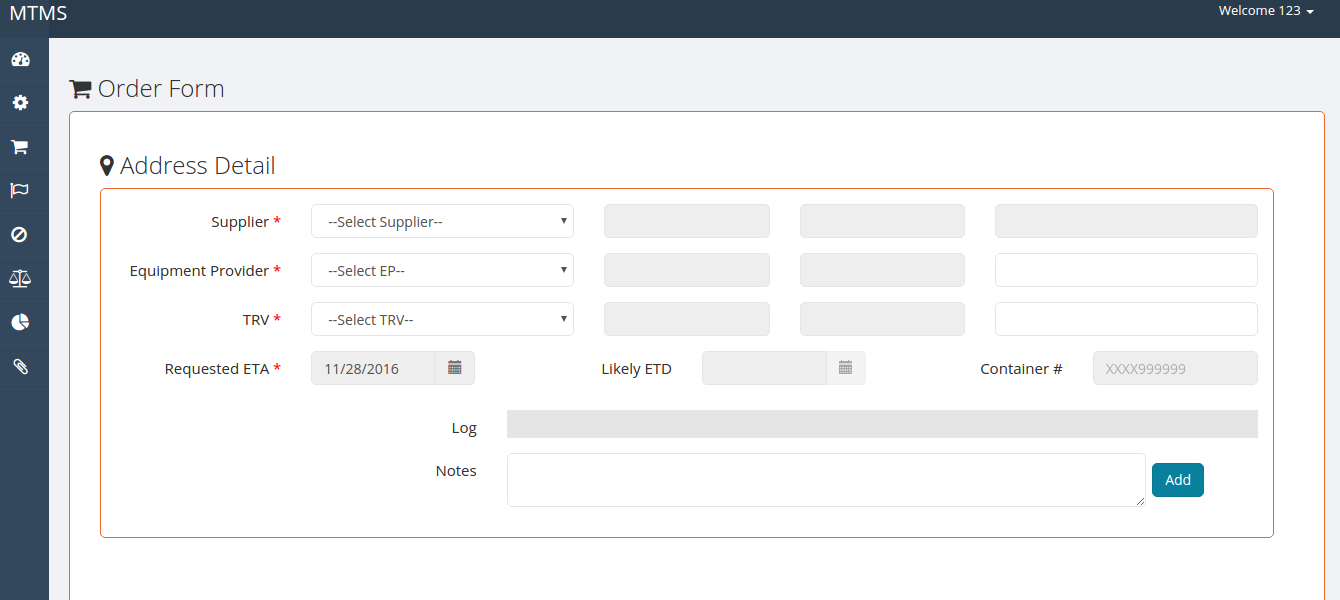 MTMS
Welcome 123
Order Form
Address Detail
Supplier * --Select Supplier--
Equipment Provider * --Select EP--
TRV * --Select TRV--
Requested ETA * 11/28/2016 Likely ETD Container # XXXX999999
Log
Notes
Add